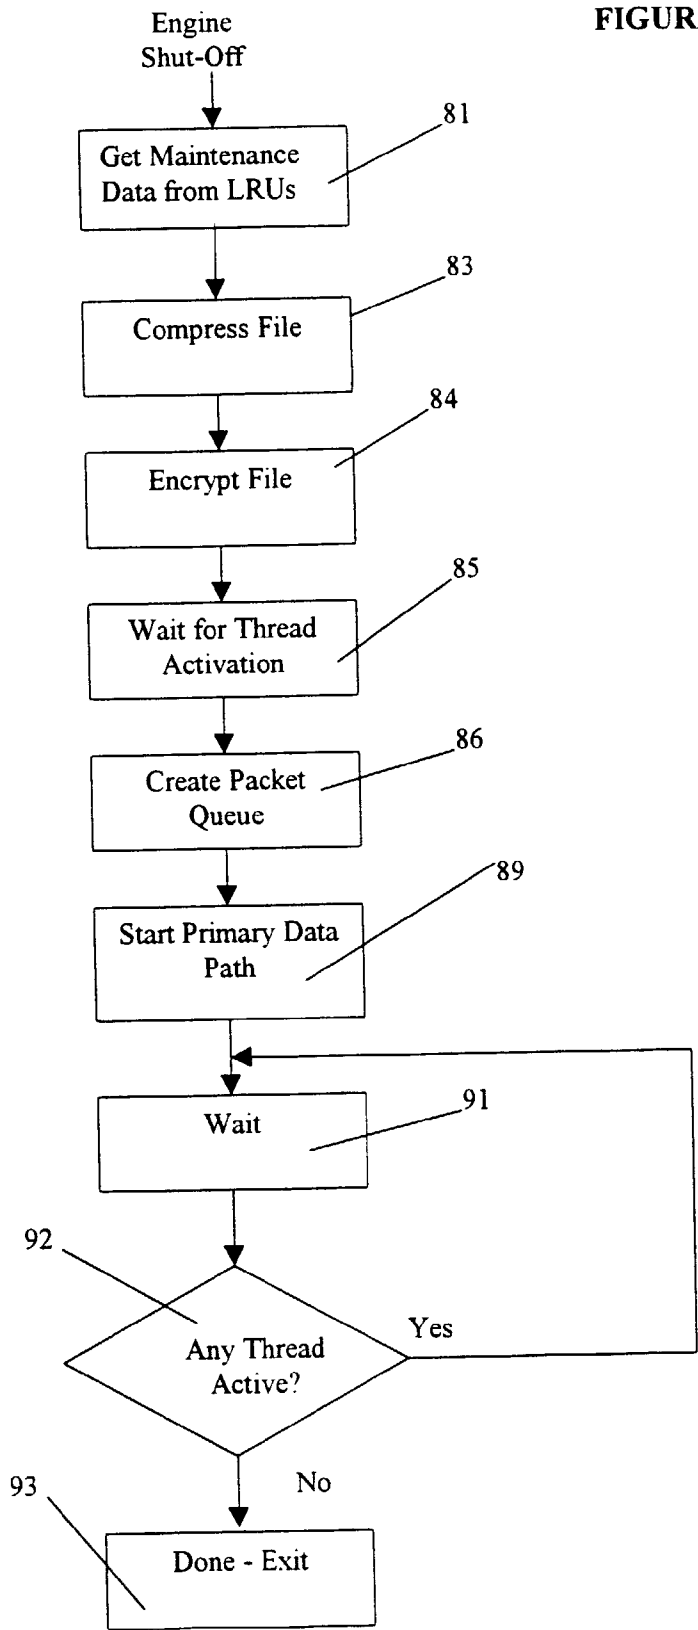 FIGUR
Engine
Shut-Off
81
Get Maintenance
Data from LRUs
83
Compress File
84
Encrypt File
85
Wait for Thread
Activation
86
Create Packet
Queue
89
Start Primary Data
Path
91
Wait
92
Yes
Any Thread
Active?
No
93
Done - Exit